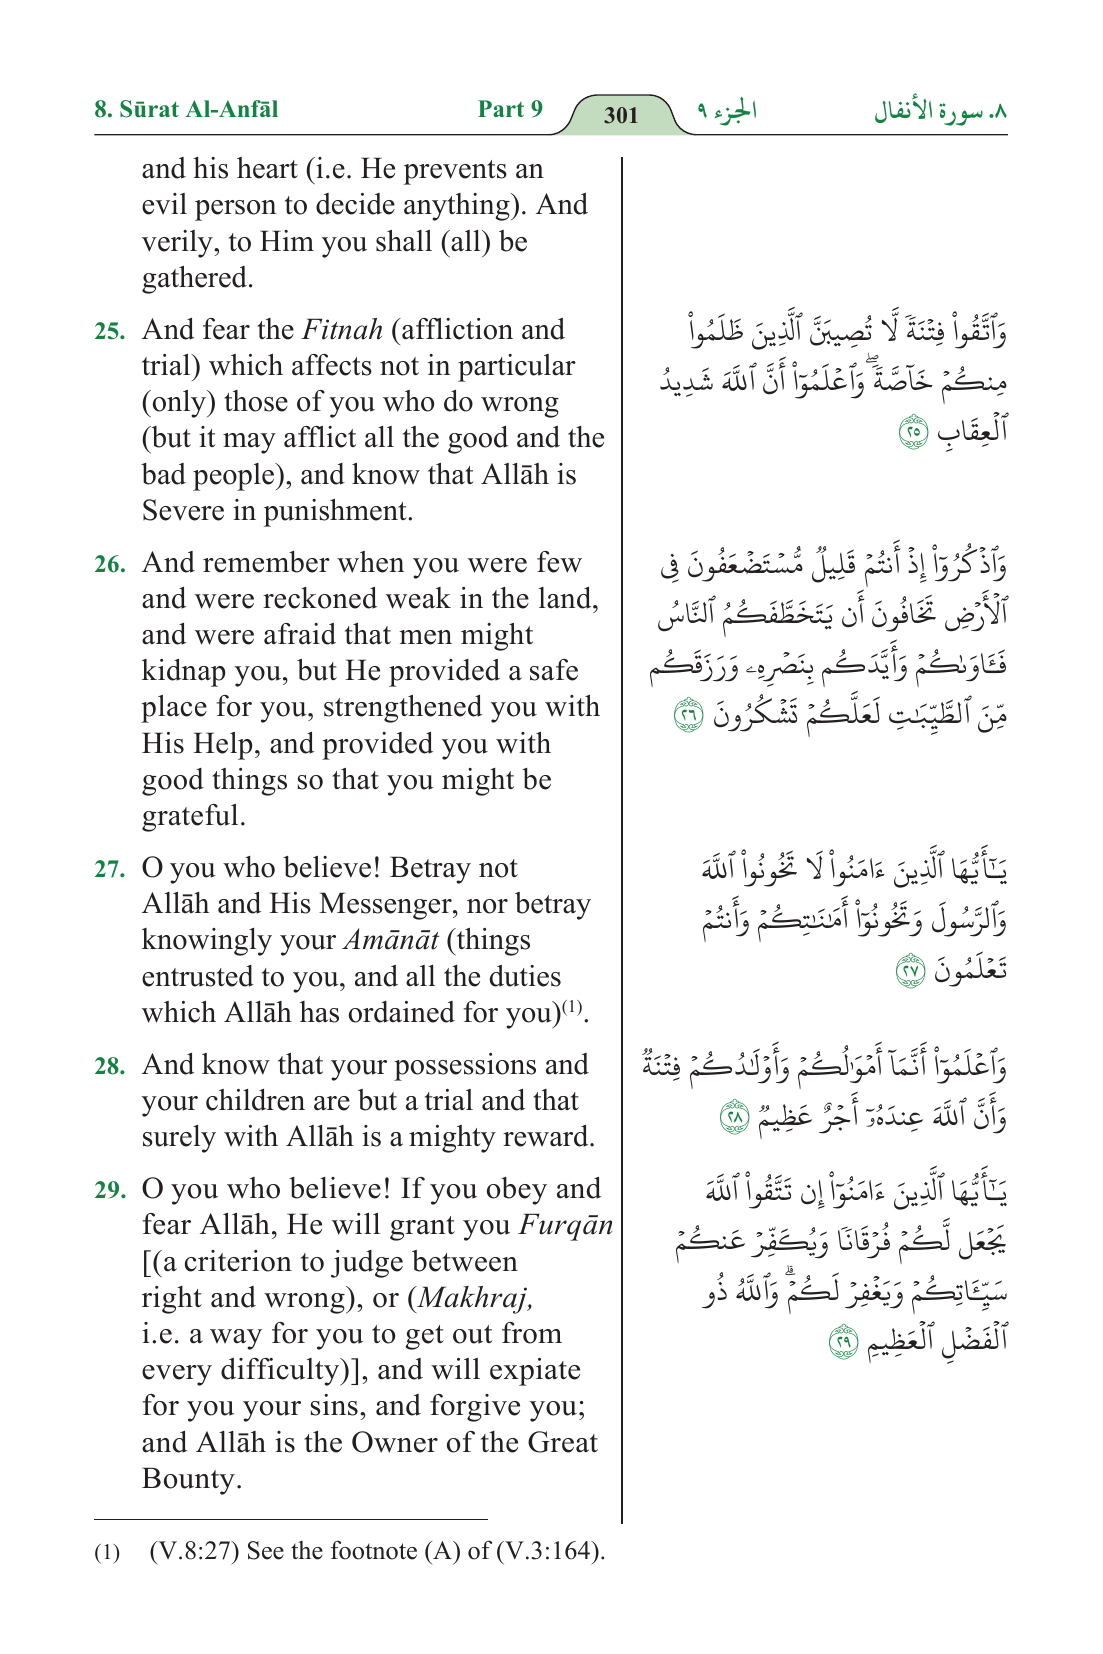 8. Sūrat Al-Anfāl Part 9 301 الجزء ٩ ٨. سورة الأنفال
and his heart (i.e. He prevents an
evil person to decide anything). And
verily, to Him you shall (all) be
gathered.
25. And fear the Fitnah (affliction and
trial) which affects not in particular
(only) those of you who do wrong
(but it may afflict all the good and the
bad people), and know that Allāh is
Severe in punishment.
26. And remember when you were few
and were reckoned weak in the land,
and were afraid that men might
kidnap you, but He provided a safe
place for you, strengthened you with
His Help, and provided you with
good things so that you might be
grateful.
27. O you who believe! Betray not
Allāh and His Messenger, nor betray
knowingly your Amānāt (things
entrusted to you, and all the duties
which Allāh has ordained for you)(1).
28. And know that your possessions and
your children are but a trial and that
surely with Allāh is a mighty reward.
29. O you who believe! If you obey and
fear Allāh, He will grant you Furqān
[(a criterion to judge between
right and wrong), or (Makhraj,
i.e. a way for you to get out from
every difficulty)], and will expiate
for you your sins, and forgive you;
and Allāh is the Owner of the Great
Bounty.
وَٱتَّقُوا۟ فِتْنَةً لَّا تُصِيبَنَّ ٱلَّذِينَ ظَلَمُوا۟
مِنكُمْ خَآصَّةً ۖ وَٱعْلَمُوٓا۟ أَنَّ ٱللَّهَ شَدِيدُ
ٱلْعِقَابِ ٢٥
وَٱذْكُرُوٓا۟ إِذْ أَنتُمْ قَلِيلٌ مُّسْتَضْعَفُونَ فِى
ٱلْأَرْضِ تَخَافُونَ أَن يَتَخَطَّفَكُمُ ٱلنَّاسُ
فَـَٔاوَىٰكُمْ وَأَيَّدَكُم بِنَصْرِهِۦ وَرَزَقَكُم
مِّنَ ٱلطَّيِّبَـٰتِ لَعَلَّكُمْ تَشْكُرُونَ ٢٦
يَـٰٓأَيُّهَا ٱلَّذِينَ ءَامَنُوا۟ لَا تَخُونُوا۟ ٱللَّهَ
وَٱلرَّسُولَ وَتَخُونُوٓا۟ أَمَـٰنَـٰتِكُمْ وَأَنتُمْ
تَعْلَمُونَ ٢٧
وَٱعْلَمُوٓا۟ أَنَّمَآ أَمْوَٰلُكُمْ وَأَوْلَـٰدُكُمْ فِتْنَةٌ
وَأَنَّ ٱللَّهَ عِندَهُۥٓ أَجْرٌ عَظِيمٌ ٢٨
يَـٰٓأَيُّهَا ٱلَّذِينَ ءَامَنُوٓا۟ إِن تَتَّقُوا۟ ٱللَّهَ
يَجْعَل لَّكُمْ فُرْقَانًا وَيُكَفِّرْ عَنكُمْ
سَيِّـَٔاتِكُمْ وَيَغْفِرْ لَكُمْ ۗ وَٱللَّهُ ذُو
ٱلْفَضْلِ ٱلْعَظِيمِ ٢٩
(1) (V.8:27) See the footnote (A) of (V.3:164).